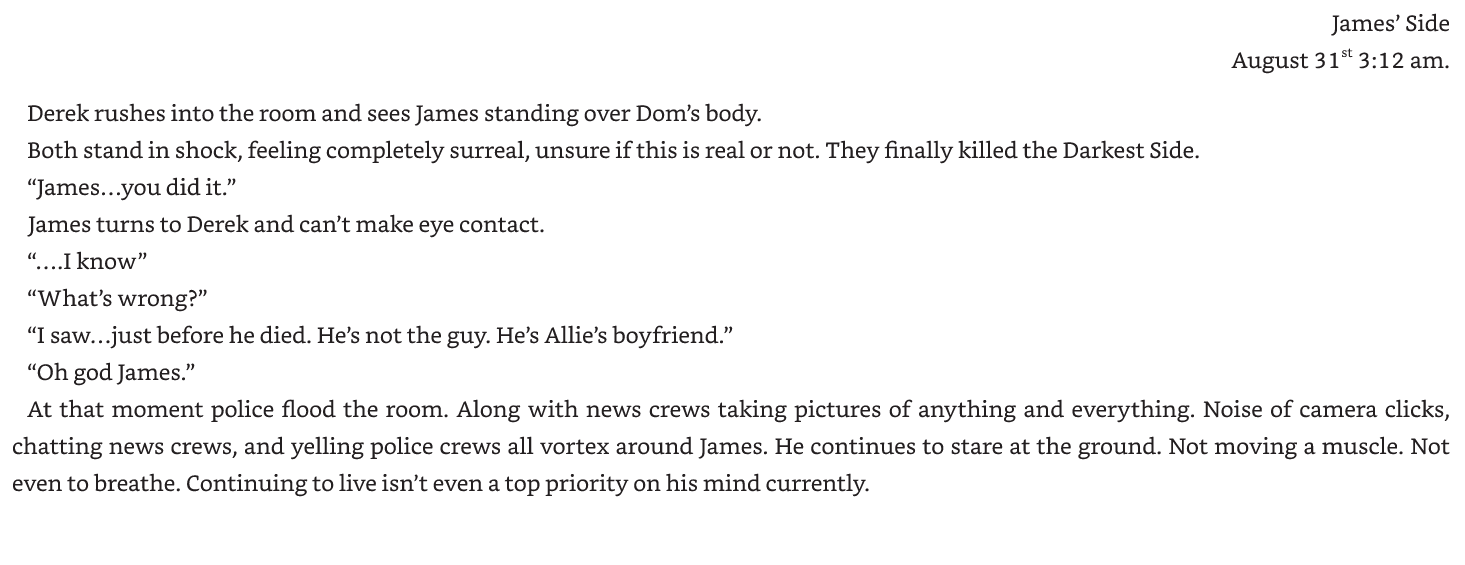 James’ Side
August 31st 3:12 am.
Derek rushes into the room and sees James standing over Dom’s body.
Both stand in shock, feeling completely surreal, unsure if this is real or not. They finally killed the Darkest Side.
“James…you did it.”
James turns to Derek and can’t make eye contact.
“….I know”
“What’s wrong?”
“I saw…just before he died. He’s not the guy. He’s Allie’s boyfriend.”
“Oh god James.”
At that moment police flood the room. Along with news crews taking pictures of anything and everything. Noise of camera clicks,
chatting news crews, and yelling police crews all vortex around James. He continues to stare at the ground. Not moving a muscle. Not
even to breathe. Continuing to live isn’t even a top priority on his mind currently.